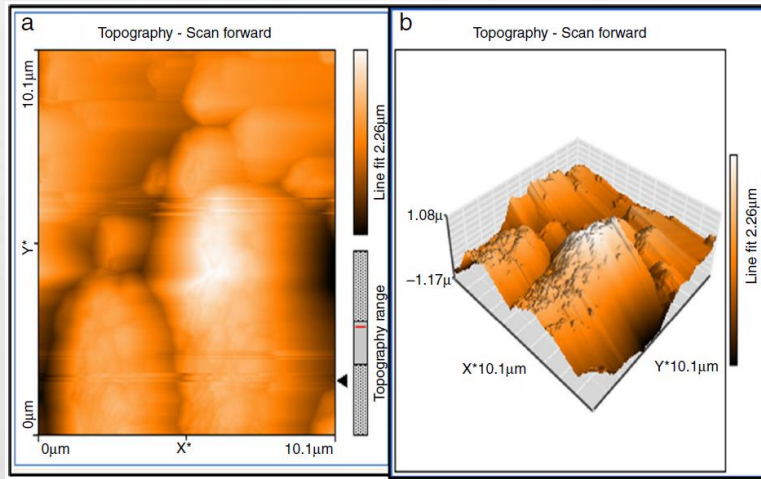 a
Topography - Scan forward
10.1µm
Y*
0µm
0µm
X*
10.1µm
Line fit 2.26µm
Topography range
b
Topography - Scan forward
1.08µ
−1.17µ
X*10.1µm
Y*10.1µm
Line fit 2.26µm